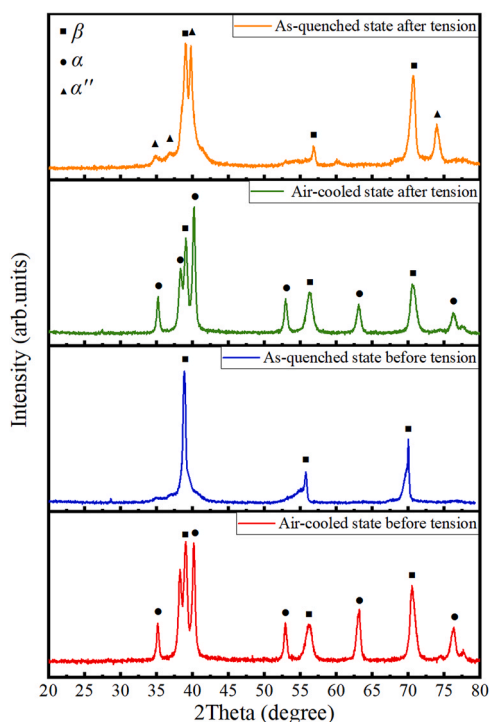 As-quenched state after tension
β
α
α′′
Air-cooled state after tension
As-quenched state before tension
Air-cooled state before tension
Intensity (arb.units)
20 25 30 35 40 45 50 55 60 65 70 75 80
2Theta (degree)